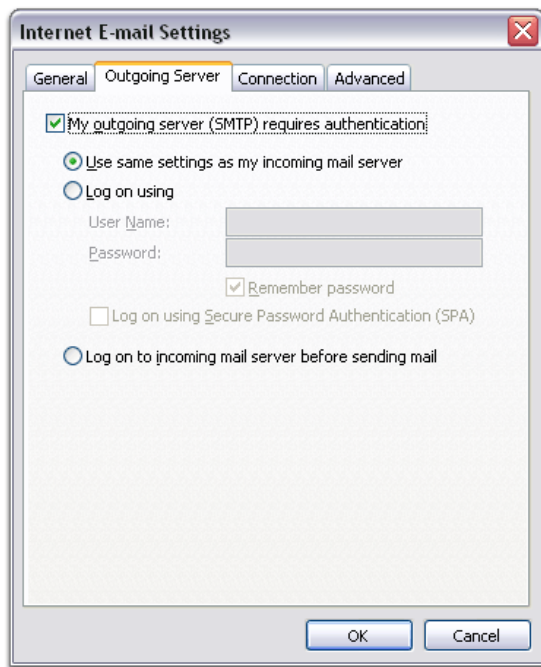 Internet E-mail Settings
General Outgoing Server Connection Advanced
My outgoing server (SMTP) requires authentication
Use same settings as my incoming mail server
Log on using
User Name:
Password:
Remember password
Log on using Secure Password Authentication (SPA)
Log on to incoming mail server before sending mail
OK Cancel